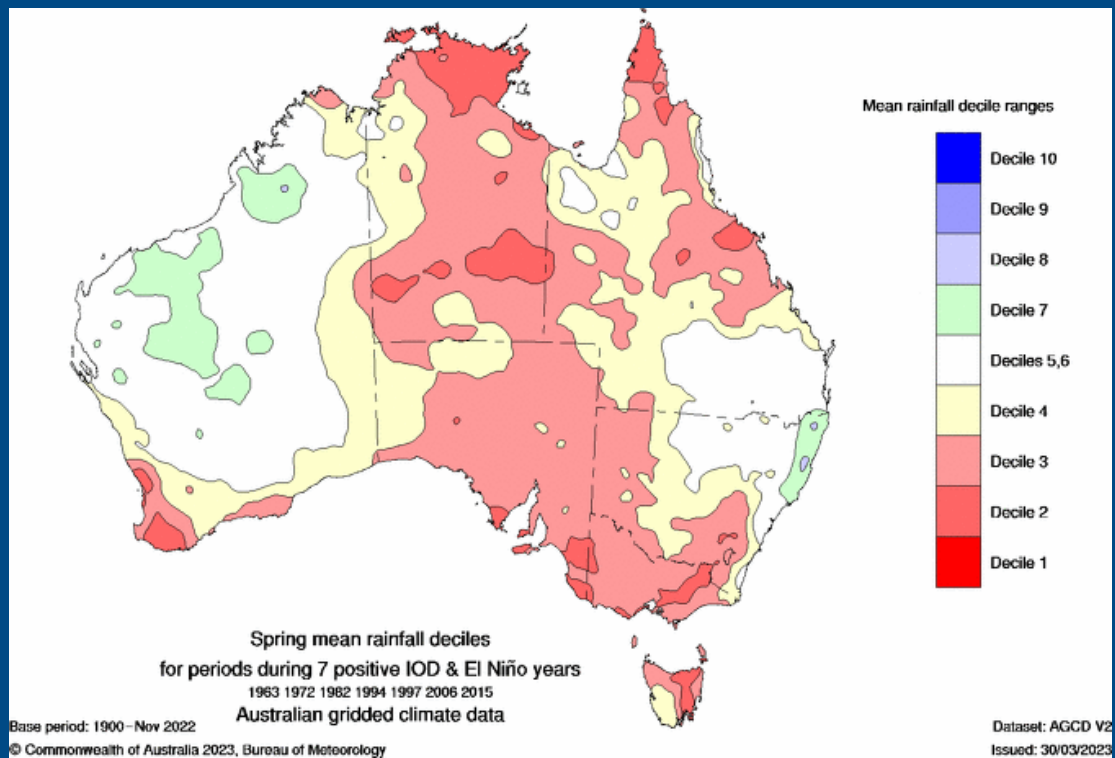 Mean rainfall decile ranges
Decile 10
Decile 9
Decile 8
Decile 7
Deciles 5,6
Decile 4
Decile 3
Decile 2
Decile 1
Spring mean rainfall deciles
for periods during 7 positive IOD & El Niño years
1963 1972 1982 1994 1997 2006 2015
Australian gridded climate data
Base period: 1900-Nov 2022
© Commonwealth of Australia 2023, Bureau of Meteorology
Dataset: AGCD V2
Issued: 30/03/2023